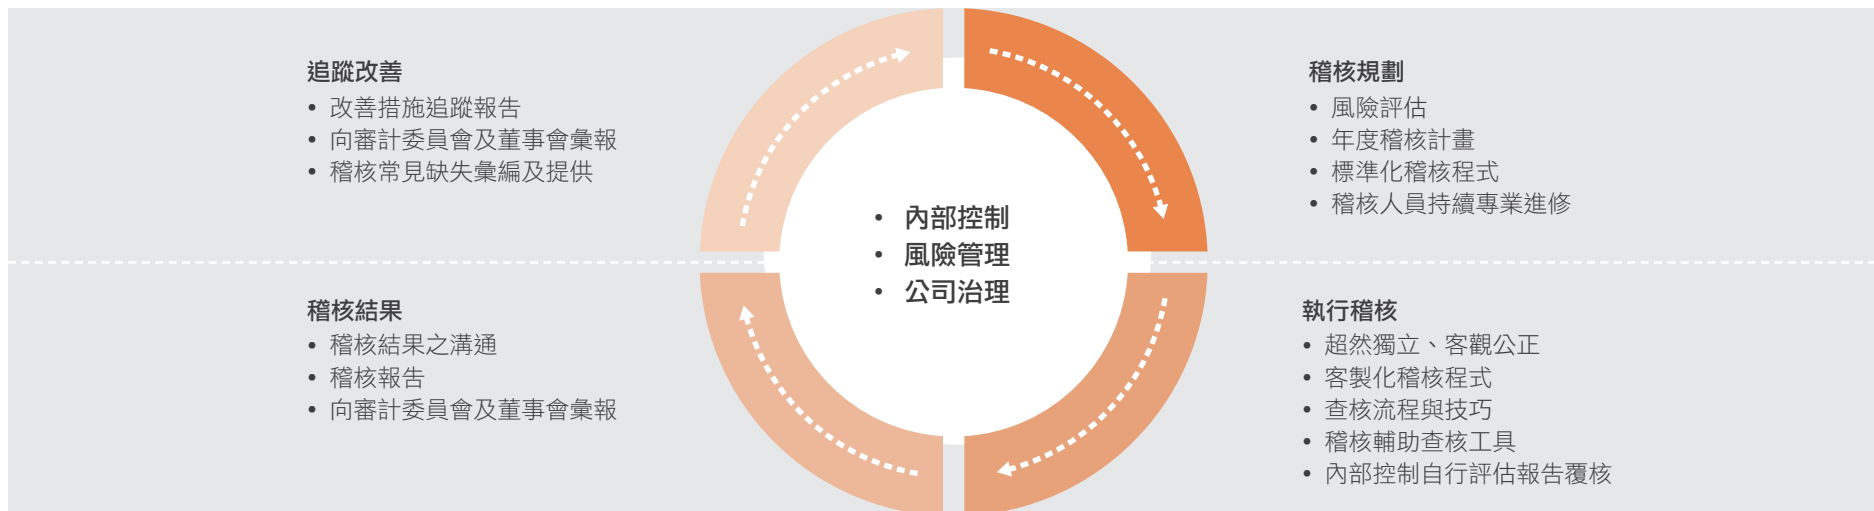 追蹤改善
• 改善措施追蹤報告
• 向審計委員會及董事會彙報
• 稽核常見缺失彙編及提供
稽核規劃
• 風險評估
• 年度稽核計畫
• 標準化稽核程式
• 稽核人員持續專業進修
• 內部控制
• 風險管理
• 公司治理
稽核結果
• 稽核結果之溝通
• 稽核報告
• 向審計委員會及董事會彙報
執行稽核
• 超然獨立、客觀公正
• 客製化稽核程式
• 查核流程與技巧
• 稽核輔助查核工具
• 內部控制自行評估報告覆核